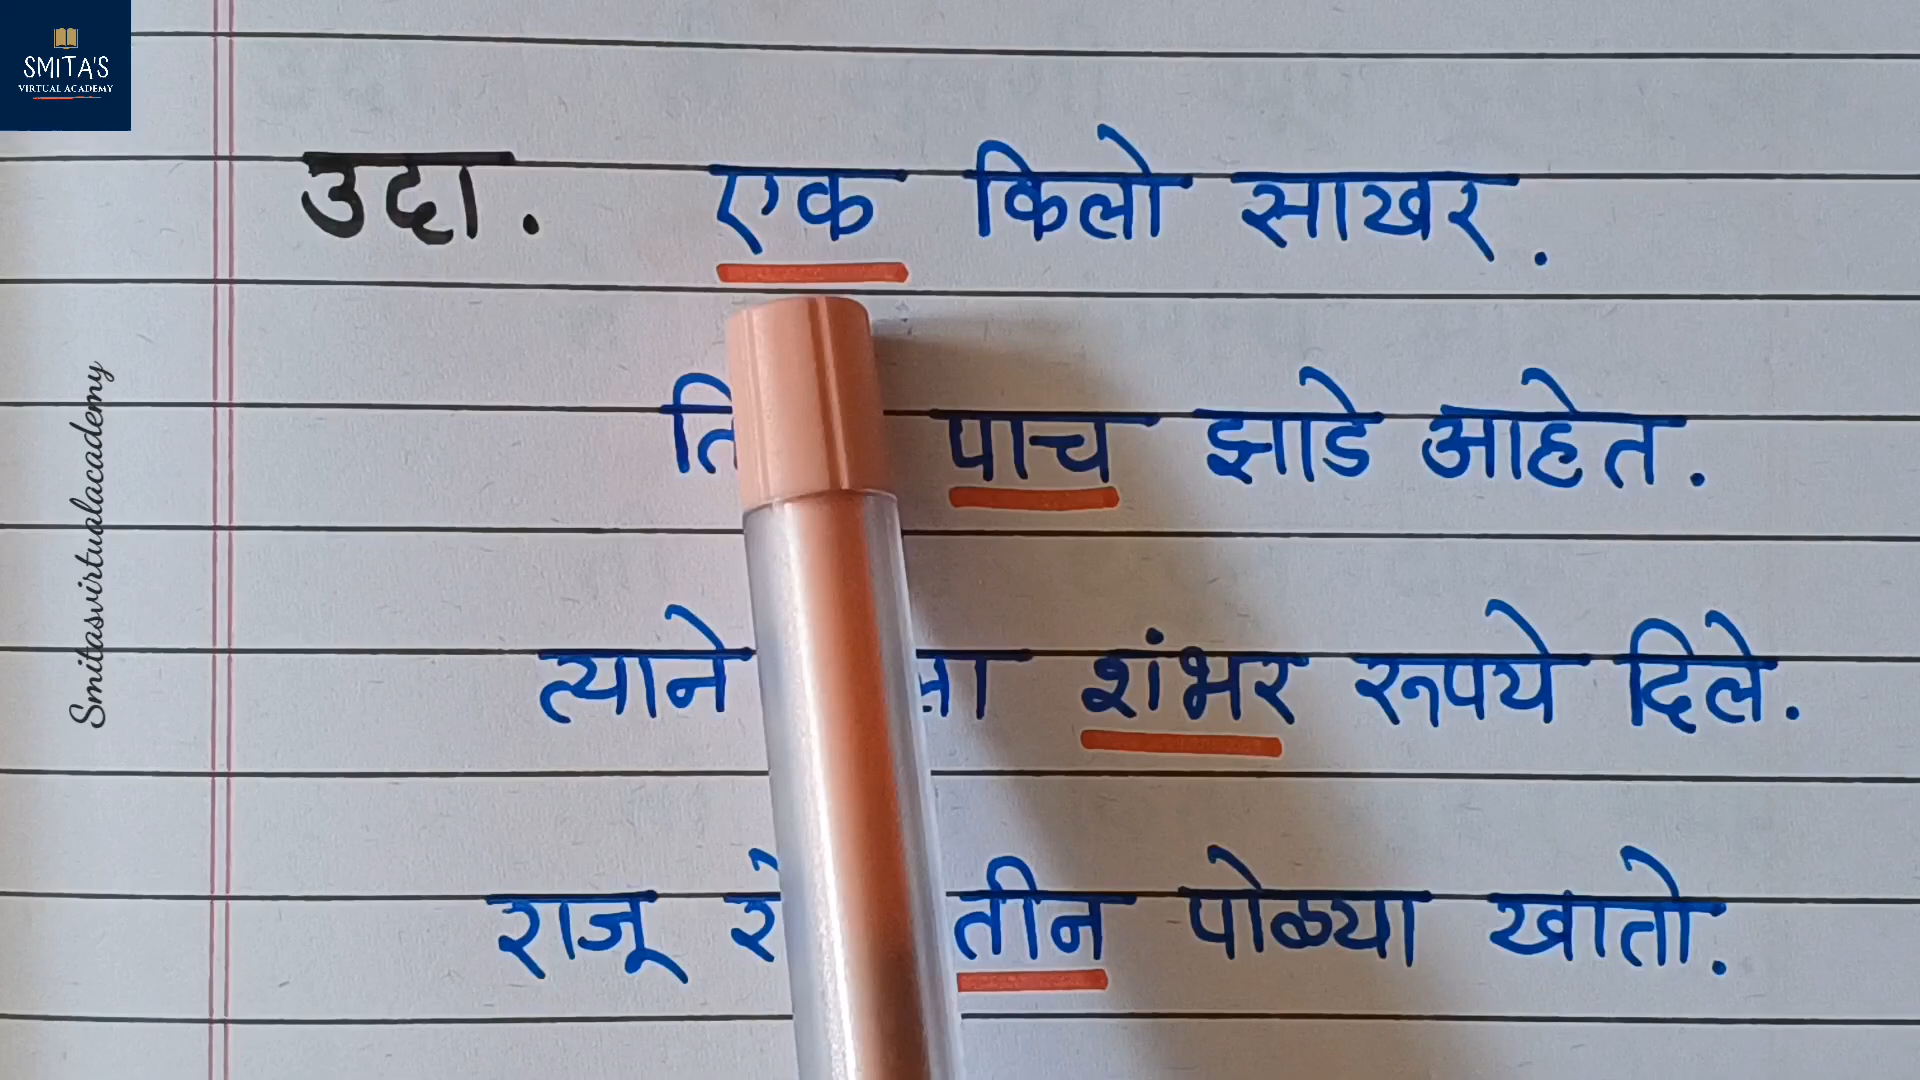 SMITA'S
VIRTUAL ACADEMY
Smitasvirtualacademy
उदा. एक किलो साखर.
पाच झाडे आहेत.
त्याने शंभर रूपये दिले.
राजू तीन पोळ्या खातो.